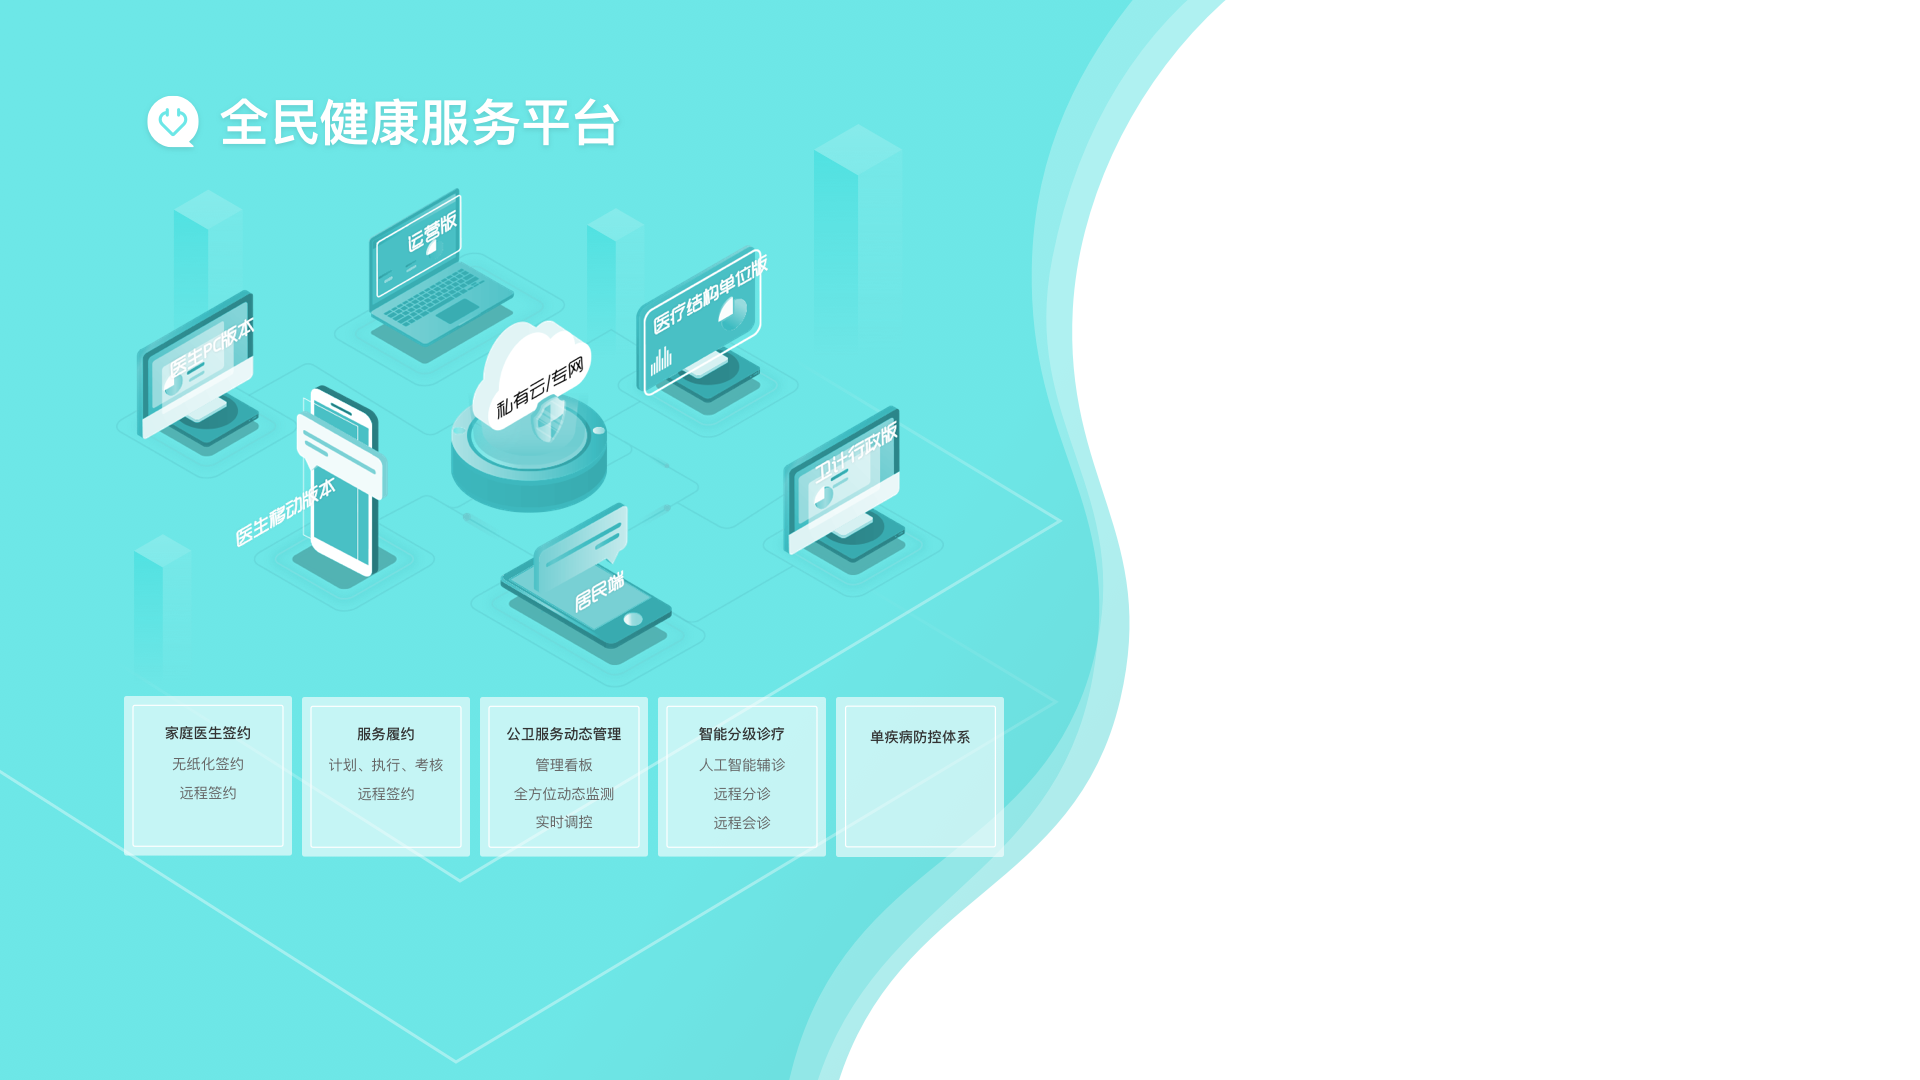 全民健康服务平台
运营版
医疗结构单位版
医生PC版本
私有云/专网
卫计行政版
医生移动版本
居民端
家庭医生签约
无纸化签约
远程签约
服务履约
计划、执行、考核
远程签约
公卫服务动态管理
管理看板
全方位动态监测
实时调控
智能分级诊疗
人工智能辅诊
远程分诊
远程会诊
单疾病防控体系